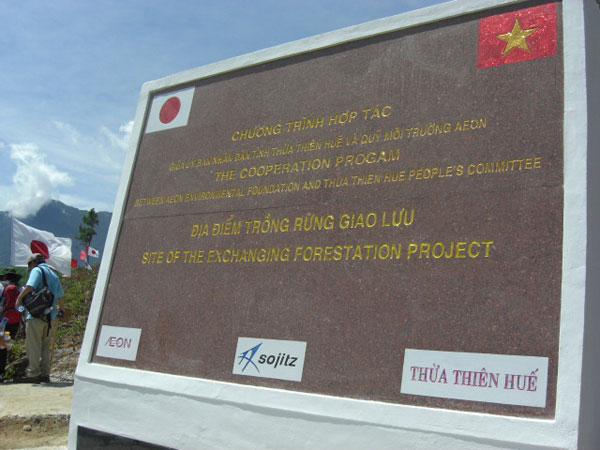 CHƯƠNG TRÌNH HỢP TÁC
GIỮA ỦY BAN NHÂN DÂN TỈNH THỪA THIÊN HUẾ VÀ QUỸ MÔI TRƯỜNG AEON
THE COOPERATION PROGAM
BETWEEN AEON ENVIRONMENTAL FOUNDATION AND THUA THIEN HUE PEOPLE'S COMMITTEE
ĐỊA ĐIỂM TRỒNG RỪNG GIAO LƯU
SITE OF THE EXCHANGING FORESTATION PROJECT
ÆON
sojitz
THỪA THIÊN HUẾ